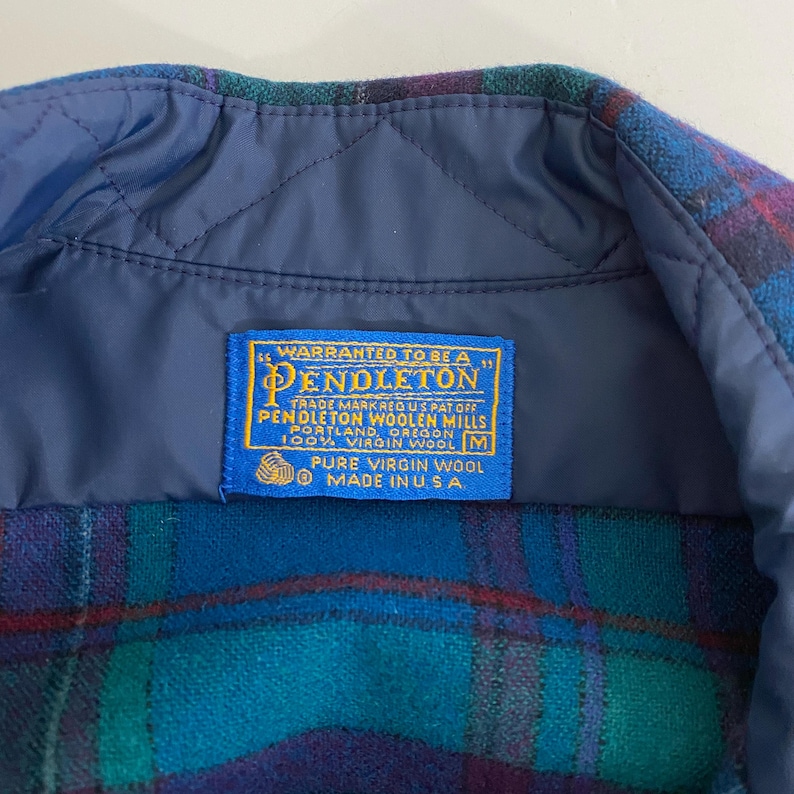 WARRANTED TO BE A
"PENDLETON"
TRADE MARK REG U S PAT OFF
PENDLETON WOOLEN MILLS
PORTLAND, OREGON
100% VIRGIN WOOL M
® PURE VIRGIN WOOL
MADE IN U.S.A.